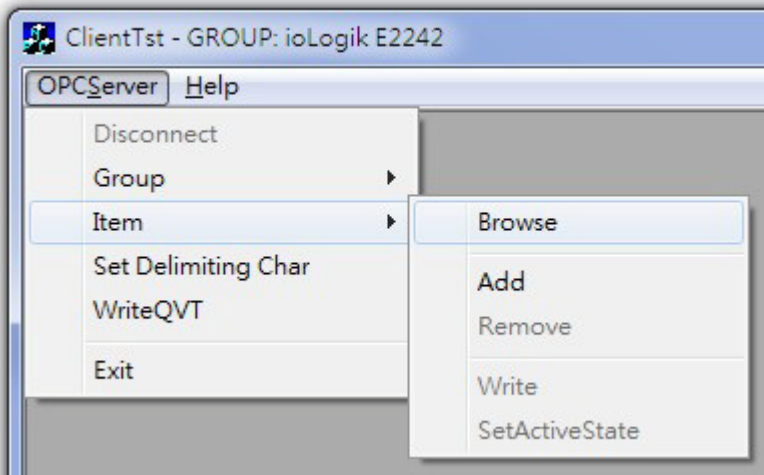 ClientTst - GROUP: ioLogik E2242
OPCServer Help
Disconnect
Group
Item
Set Delimiting Char
WriteQVT
Exit
Browse
Add
Remove
Write
SetActiveState